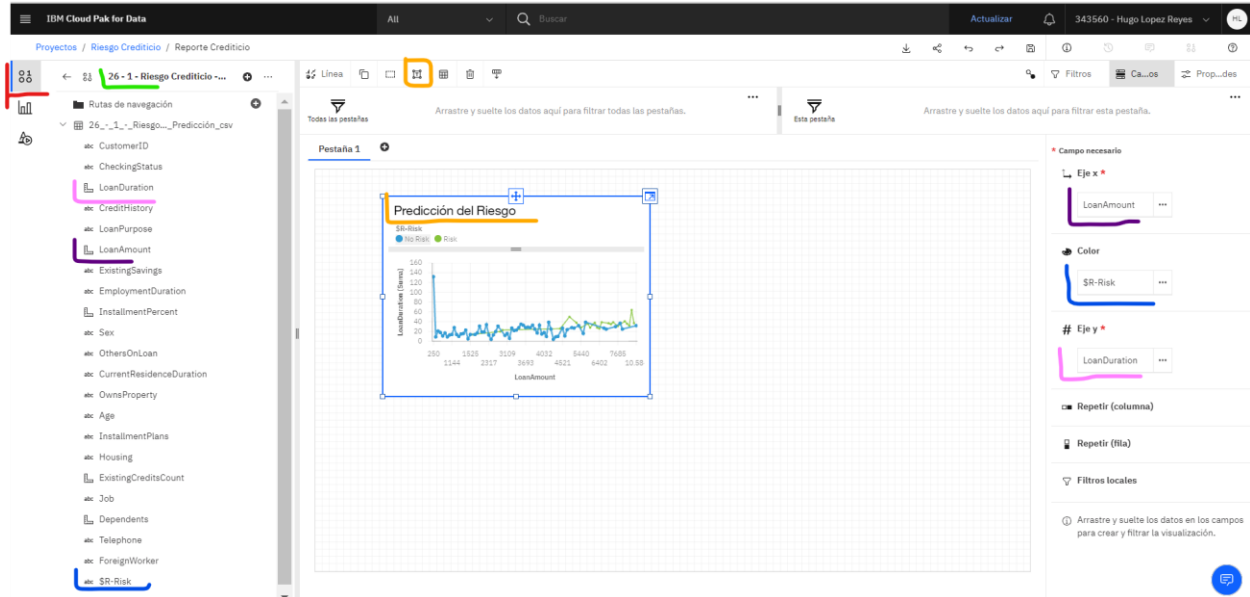 IBM Cloud Pak for Data
All
Buscar
Actualizar
343560 - Hugo Lopez Reyes
HL
Proyectos / Riesgo Crediticio / Reporte Crediticio
26 - 1 - Riesgo Crediticio -...
Línea
Filtros
Ca...os
Prop...des
Rutas de navegación
26_-_1_-_Riesgo..._Predicción_csv
CustomerID
CheckingStatus
LoanDuration
CreditHistory
LoanPurpose
LoanAmount
ExistingSavings
EmploymentDuration
InstallmentPercent
Sex
OthersOnLoan
CurrentResidenceDuration
OwnsProperty
Age
InstallmentPlans
Housing
ExistingCreditsCount
Job
Dependents
Telephone
ForeignWorker
$R-Risk
Todas las pestañas
Arrastre y suelte los datos aquí para filtrar todas las pestañas.
Esta pestaña
Arrastre y suelte los datos aquí para filtrar esta pestaña.
Pestaña 1
Predicción del Riesgo
$R-Risk
No Risk Risk
LoanDuration (Suma)
160
140
120
100
80
60
40
20
0
250 1525 3109 4032 5440 7685
1144 2317 3693 4821 6402 10.58
LoanAmount
* Campo necesario
Eje x *
LoanAmount
Color
$R-Risk
Eje y *
LoanDuration
Repetir (columna)
Repetir (fila)
Filtros locales
Arrastre y suelte los datos en los campos
para crear y filtrar la visualización.